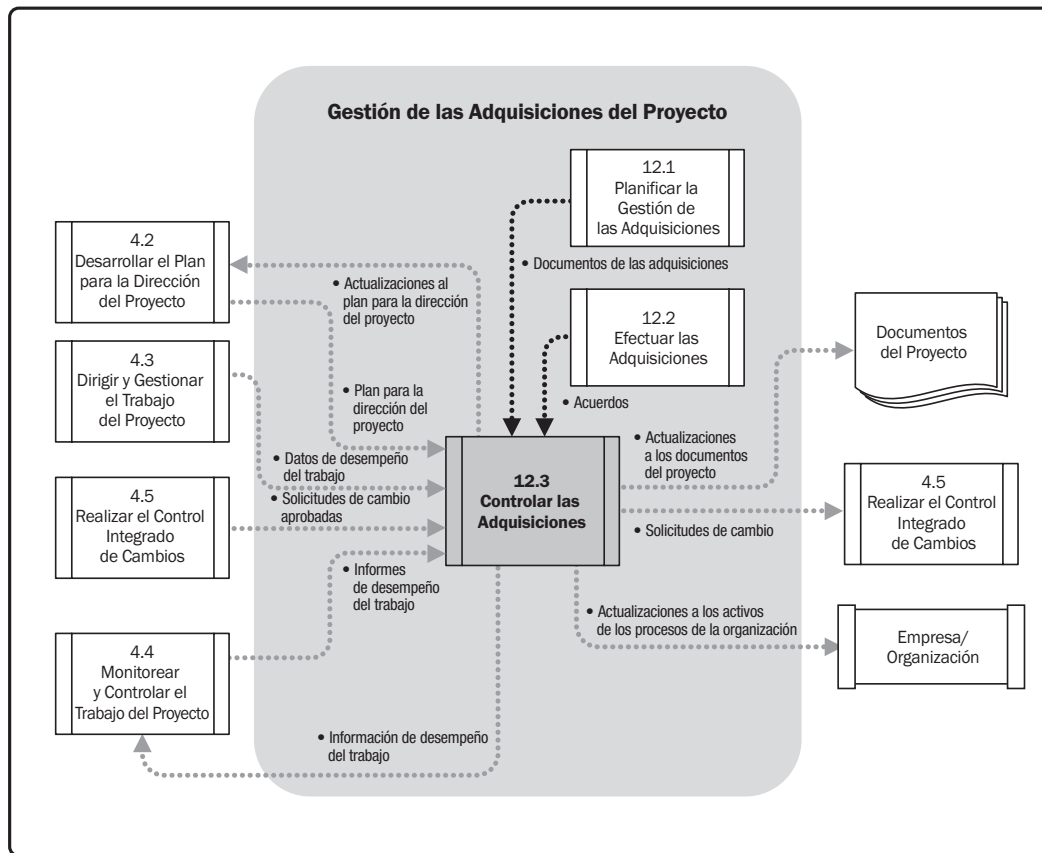 Gestión de las Adquisiciones del Proyecto
12.1
Planificar la
Gestión de
las Adquisiciones
• Documentos de las adquisiciones
12.2
Efectuar las
Adquisiciones
• Acuerdos
4.2
Desarrollar el Plan
para la Dirección
del Proyecto
• Actualizaciones al
plan para la dirección
del proyecto
4.3
Dirigir y Gestionar
el Trabajo
del Proyecto
• Plan para la
dirección del
proyecto
• Datos de desempeño
del trabajo
• Solicitudes de cambio
aprobadas
4.5
Realizar el Control
Integrado
de Cambios
• Informes
de desempeño
del trabajo
4.4
Monitorear
y Controlar el
Trabajo del Proyecto
• Información de desempeño
del trabajo
12.3
Controlar las
Adquisiciones
• Actualizaciones
a los documentos
del proyecto
Documentos
del Proyecto
• Solicitudes de cambio
4.5
Realizar el Control
Integrado
de Cambios
• Actualizaciones a los activos
de los procesos de la organización
Empresa/
Organización